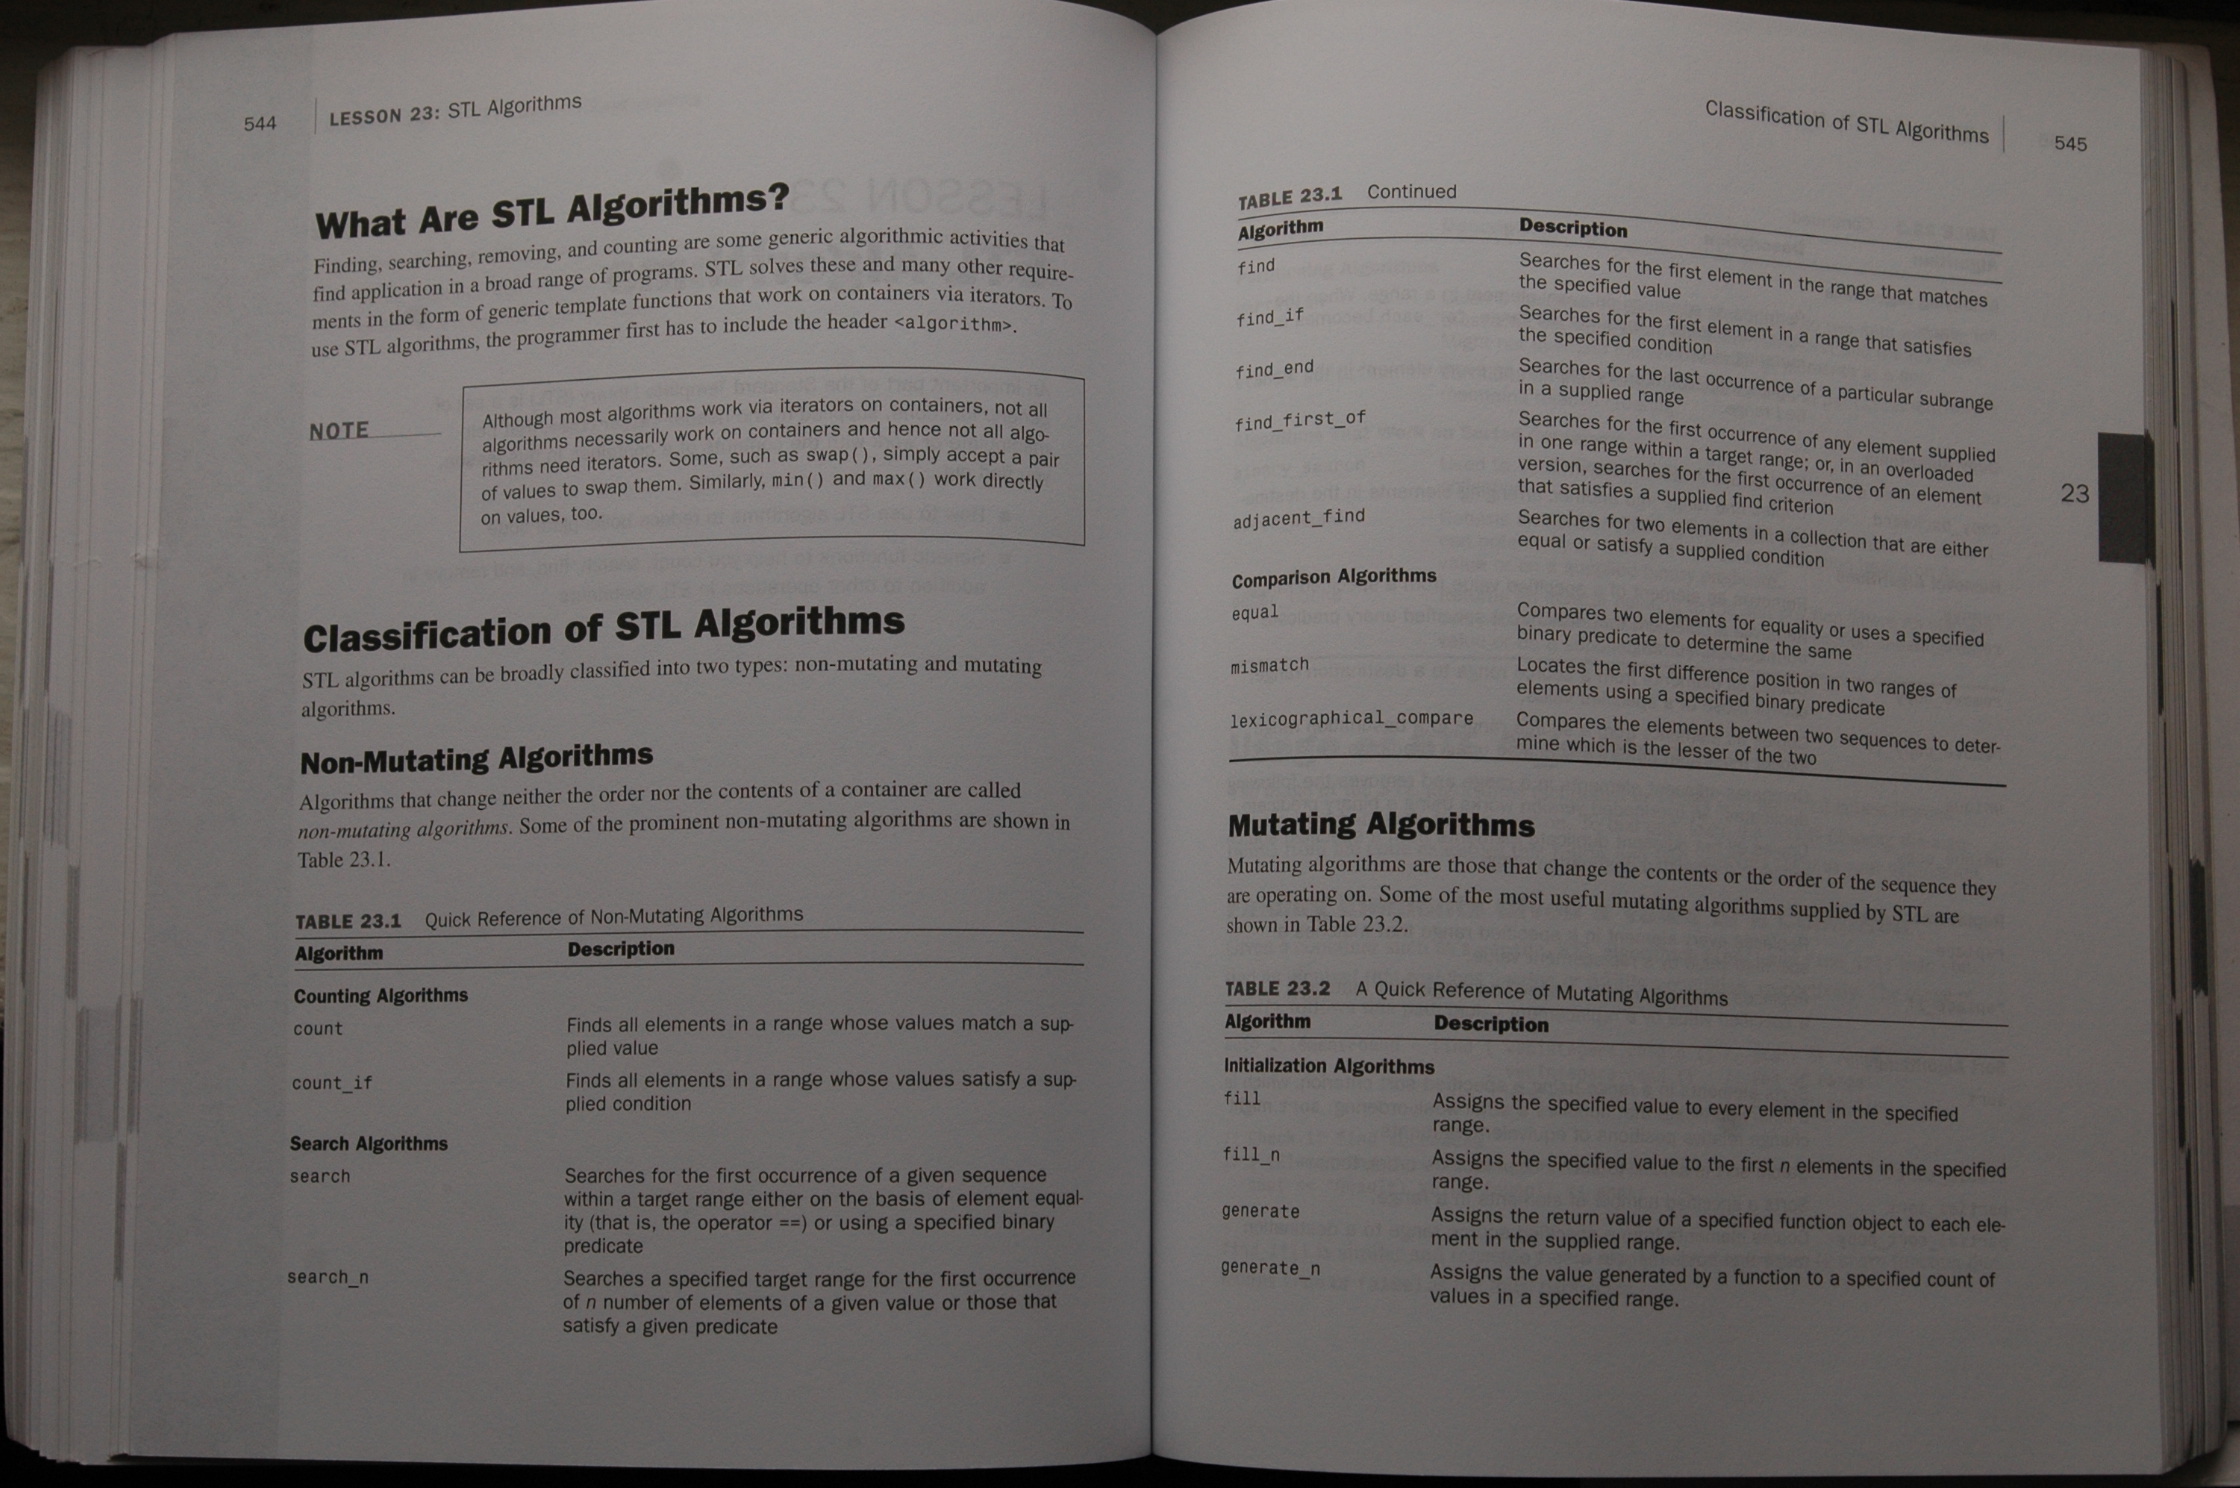 544
LESSON 23: STL Algorithms
What Are STL Algorithms?
Finding, searching, removing, and counting are some generic algorithmic activities that
find application in a broad range of programs. STL solves these and many other require-
ments in the form of generic template functions that work on containers via iterators. To
use STL algorithms, the programmer first has to include the header <algorithm>.
NOTE
Although most algorithms work via iterators on containers, not all
algorithms necessarily work on containers and hence not all algo-
rithms need iterators. Some, such as swap(), simply accept a pair
of values to swap them. Similarly, min() and max() work directly
on values, too.
Classification of STL Algorithms
STL algorithms can be broadly classified into two types: non-mutating and mutating
algorithms.
Non-Mutating Algorithms
Algorithms that change neither the order nor the contents of a container are called
non-mutating algorithms. Some of the prominent non-mutating algorithms are shown in
Table 23.1.
TABLE 23.1 Quick Reference of Non-Mutating Algorithms
Algorithm Description
Counting Algorithms
count Finds all elements in a range whose values match a sup-
plied value
count_if Finds all elements in a range whose values satisfy a sup-
plied condition
Search Algorithms
search Searches for the first occurrence of a given sequence
within a target range either on the basis of element equal-
ity (that is, the operator ==) or using a specified binary
predicate
search_n Searches a specified target range for the first occurrence
of n number of elements of a given value or those that
satisfy a given predicate
Classification of STL Algorithms
545
TABLE 23.1 Continued
Algorithm Description
find Searches for the first element in the range that matches
the specified value
find_if Searches for the first element in a range that satisfies
the specified condition
find_end Searches for the last occurrence of a particular subrange
in a supplied range
find_first_of Searches for the first occurrence of any element supplied
in one range within a target range; or, in an overloaded
version, searches for the first occurrence of an element
that satisfies a supplied find criterion
adjacent_find Searches for two elements in a collection that are either
equal or satisfy a supplied condition
Comparison Algorithms
equal Compares two elements for equality or uses a specified
binary predicate to determine the same
mismatch Locates the first difference position in two ranges of
elements using a specified binary predicate
lexicographical_compare Compares the elements between two sequences to deter-
mine which is the lesser of the two
23
Mutating Algorithms
Mutating algorithms are those that change the contents or the order of the sequence they
are operating on. Some of the most useful mutating algorithms supplied by STL are
shown in Table 23.2.
TABLE 23.2 A Quick Reference of Mutating Algorithms
Algorithm Description
Initialization Algorithms
fill Assigns the specified value to every element in the specified
range.
fill_n Assigns the specified value to the first n elements in the specified
range.
generate Assigns the return value of a specified function object to each ele-
ment in the supplied range.
generate_n Assigns the value generated by a function to a specified count of
values in a specified range.